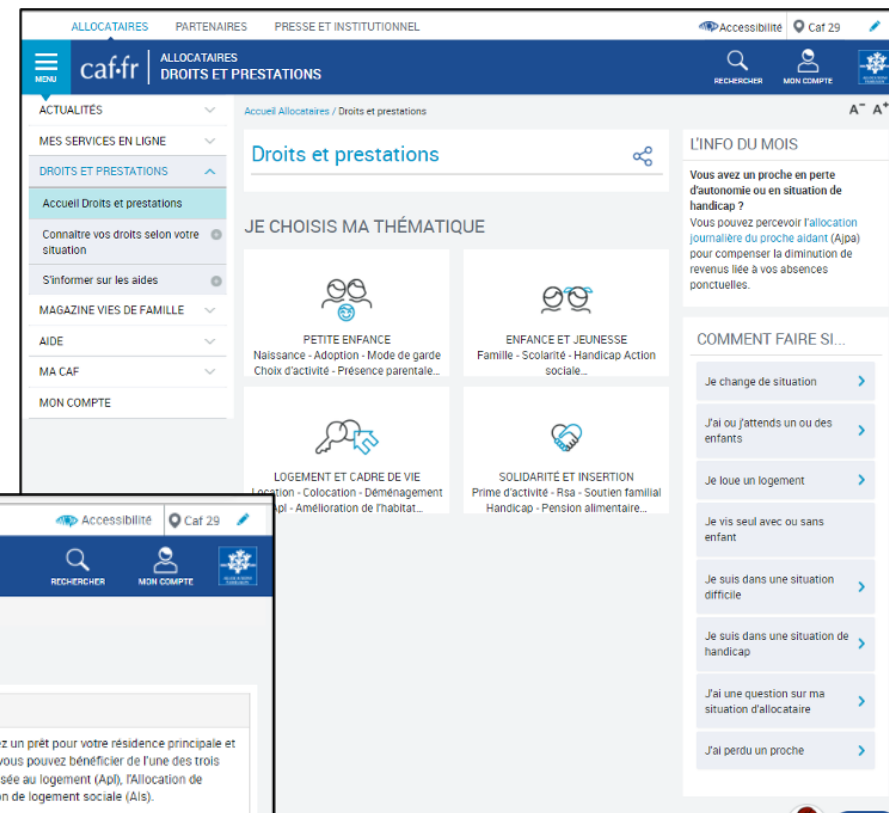 ALLOCATAIRES PARTENAIRES PRESSE ET INSTITUTIONNEL
Accessibilité Caf 29
MENU
caf.fr
ALLOCATAIRES
DROITS ET PRESTATIONS
RECHERCHER MON COMPTE
ACTUALITÉS
MES SERVICES EN LIGNE
DROITS ET PRESTATIONS
Accueil Droits et prestations
Connaître vos droits selon votre
situation
S'informer sur les aides
MAGAZINE VIES DE FAMILLE
AIDE
MA CAF
MON COMPTE
Accueil Allocataires / Droits et prestations
A- A+
Droits et prestations
JE CHOISIS MA THÉMATIQUE
PETITE ENFANCE
Naissance - Adoption - Mode de garde
Choix d'activité - Présence parentale...
ENFANCE ET JEUNESSE
Famille - Scolarité - Handicap Action
sociale...
LOGEMENT ET CADRE DE VIE
Location - Colocation - Déménagement
Apl - Amélioration de l'habitat...
SOLIDARITÉ ET INSERTION
Prime d'activité - Rsa - Soutien familial
Handicap - Pension alimentaire...
L'INFO DU MOIS
Vous avez un proche en perte
d'autonomie ou en situation de
handicap ?
Vous pouvez percevoir l'allocation
journalière du proche aidant (Ajpa)
pour compenser la diminution de
revenus liée à vos absences
ponctuelles.
COMMENT FAIRE SI...
Je change de situation
J'ai ou j'attends un ou des
enfants
Je loue un logement
Je vis seul avec ou sans
enfant
Je suis dans une situation
difficile
Je suis dans une situation de
handicap
J'ai une question sur ma
situation d'allocataire
J'ai perdu un proche
Accessibilité Caf 29
RECHERCHER MON COMPTE
ez un prêt pour votre résidence principale et
vous pouvez bénéficier de l'une des trois
sée au logement (Apl), l'Allocation de
on de logement sociale (Als).